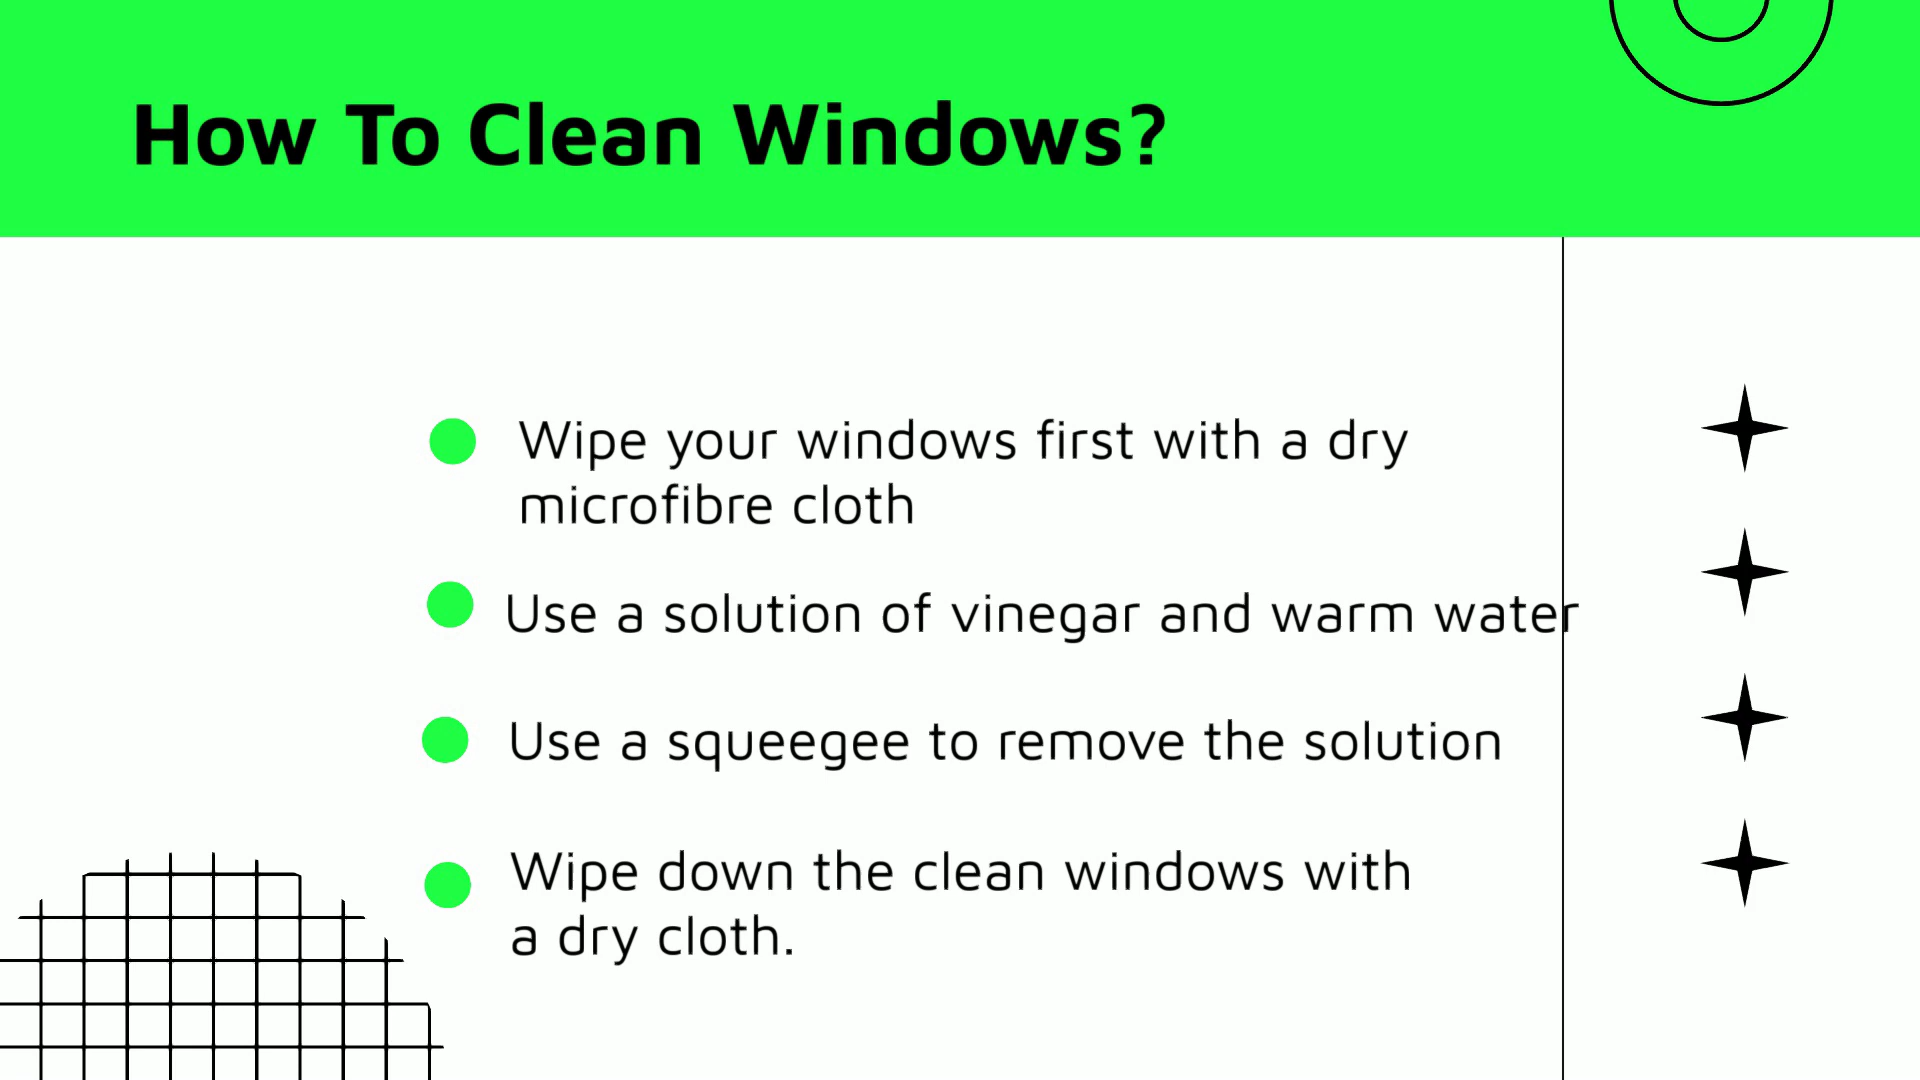 How To Clean Windows?
Wipe your windows first with a dry
microfibre cloth
Use a solution of vinegar and warm water
Use a squeegee to remove the solution
Wipe down the clean windows with
a dry cloth.